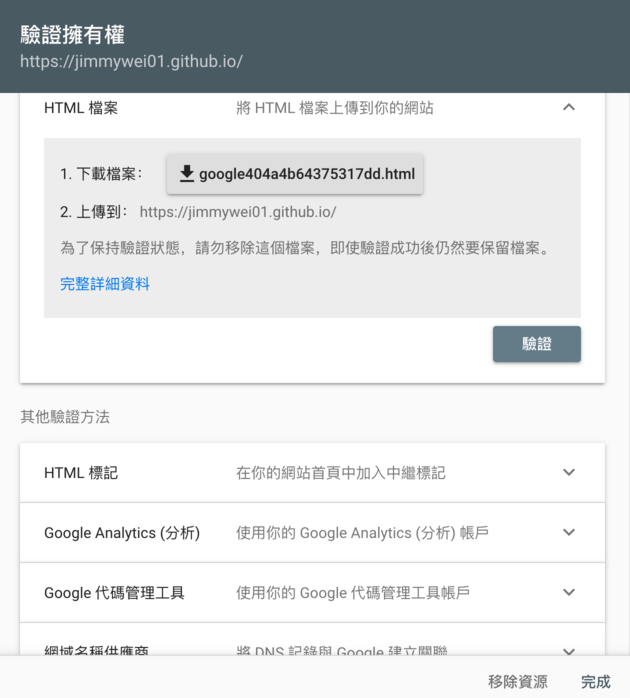 驗證擁有權
https://jimmywei01.github.io/
HTML 檔案 將 HTML 檔案上傳到你的網站
1. 下載檔案： google404a4b64375317dd.html
2. 上傳到： https://jimmywei01.github.io/
為了保持驗證狀態，請勿移除這個檔案，即使驗證成功後仍然要保留檔案。
完整詳細資料
驗證
其他驗證方法
HTML 標記 在你的網站首頁中加入中繼標記
Google Analytics (分析) 使用你的 Google Analytics (分析) 帳戶
Google 代碼管理工具 使用你的 Google 代碼管理工具帳戶
網域名稱供應商 將 DNS 記錄與 Google 建立關聯
移除資源 完成